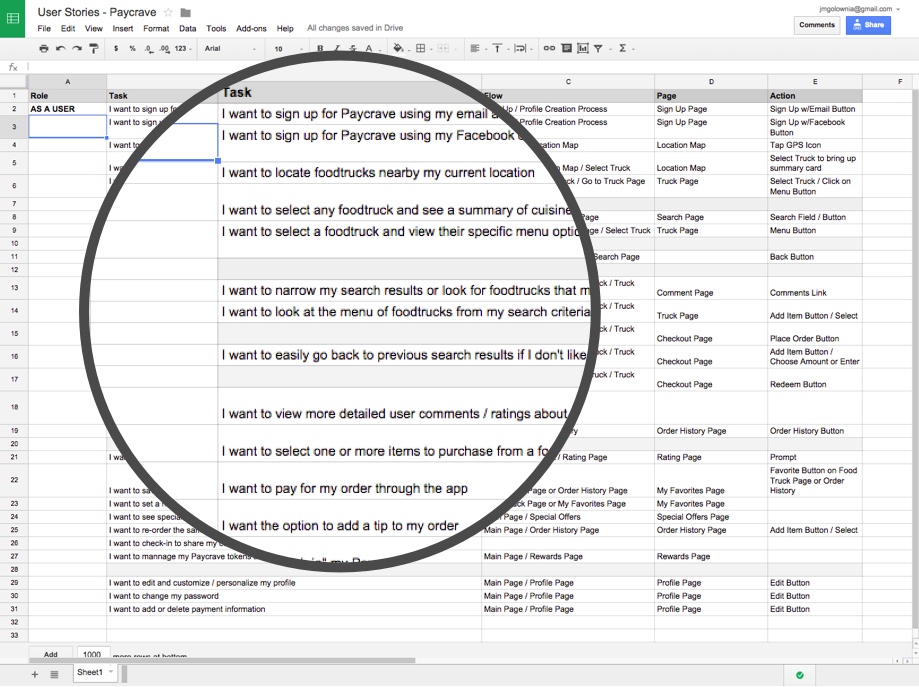 User Stories - Paycrave
jmgolownia@gmail.com
File Edit View Insert Format Data Tools Add-ons Help All changes saved in Drive
Comments Share
$ % .0 .00 123 Arial 10 B I S A
fx
A C D E F
1 Role Task Task Flow Page Action
2 AS A USER I want to sign up I want to sign up for Paycrave using my email / Profile Creation Process Sign Up Page Sign Up w/Email Button
3 I want to sign I want to sign up for Paycrave using my Facebook Profile Creation Process Sign Up Page Sign Up w/Facebook
Button
4 I want to Map Location Map Tap GPS Icon
5 I want to locate foodtrucks nearby my current location Map / Select Truck Location Map Select Truck to bring up
summary card
6 I want to select any foodtruck and see a summary of cuisine / Go to Truck Page Truck Page Select Truck / Click on
Menu Button
7
8 Page Search Page Search Field / Button
9 I want to select a foodtruck and view their specific menu / Select Truck Truck Page Menu Button
10
11 Search Page Back Button
12
13 I want to narrow my search results or look for foodtrucks that / Truck Comment Page Comments Link
14 I want to look at the menu of foodtrucks from my search criteria / Truck Truck Page Add Item Button / Select
15 / Truck Checkout Page Place Order Button
16 I want to easily go back to previous search results if I don't like / Truck Checkout Page Add Item Button /
Choose Amount or Enter
17 / Truck Checkout Page Redeem Button
18 I want to view more detailed user comments / ratings about
19 Order History Page Order History Button
20
21 I want to select one or more items to purchase from a / Rating Page Rating Page Prompt
22 I want to I want to pay for my order through the app Page or Order History Page My Favorites Page Favorite Button on Food
Truck Page or Order
History
23 I want to set a Page or My Favorites Page My Favorites Page
24 I want to see I want the option to add a tip to my order Page / Special Offers Special Offers Page
25 I want to re-order the Main Page / Order History Page Order History Page Add Item Button / Select
26 I want to check-in to share my
27 I want to mannage my Paycrave Main Page / Rewards Page Rewards Page
28
29 I want to edit and customize / personalize my profile Main Page / Profile Page Profile Page Edit Button
30 I want to change my password Main Page / Profile Page Profile Page Edit Button
31 I want to add or delete payment information Main Page / Profile Page Profile Page Edit Button
32
33
Add 1000 more rows at bottom
Sheet1